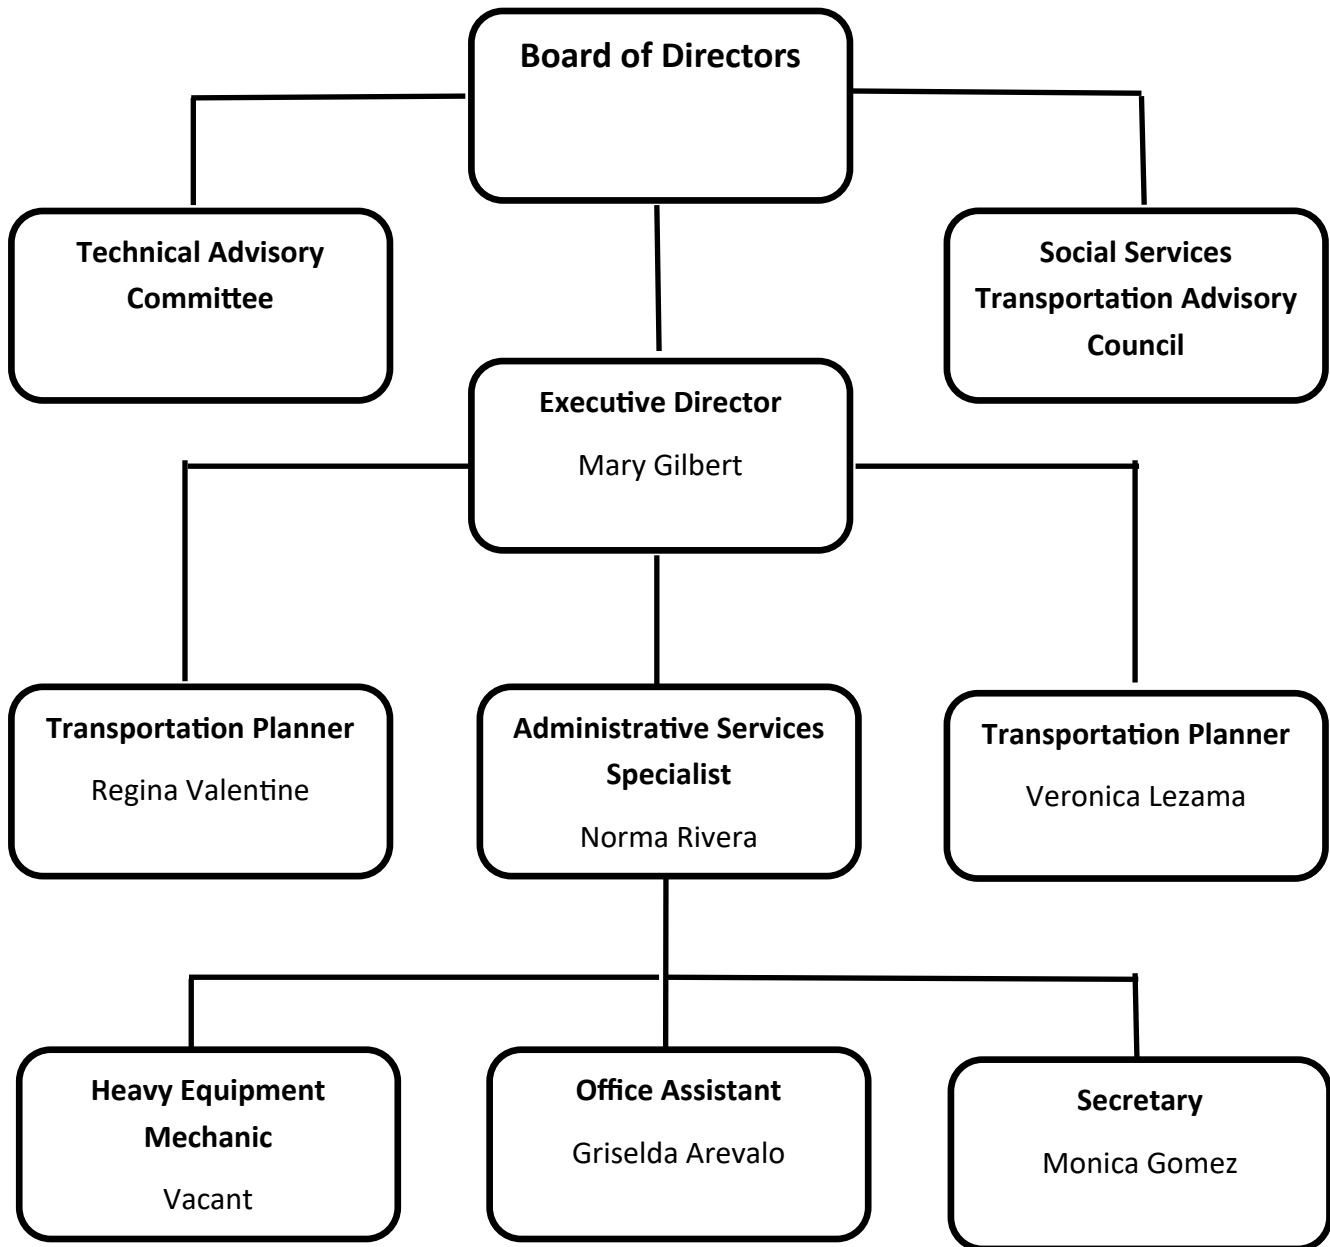 Board of Directors
Technical Advisory
Committee
Social Services
Transportation Advisory
Council
Executive Director
Mary Gilbert
Transportation Planner
Regina Valentine
Administrative Services
Specialist
Norma Rivera
Transportation Planner
Veronica Lezama
Heavy Equipment
Mechanic
Vacant
Office Assistant
Griselda Arevalo
Secretary
Monica Gomez